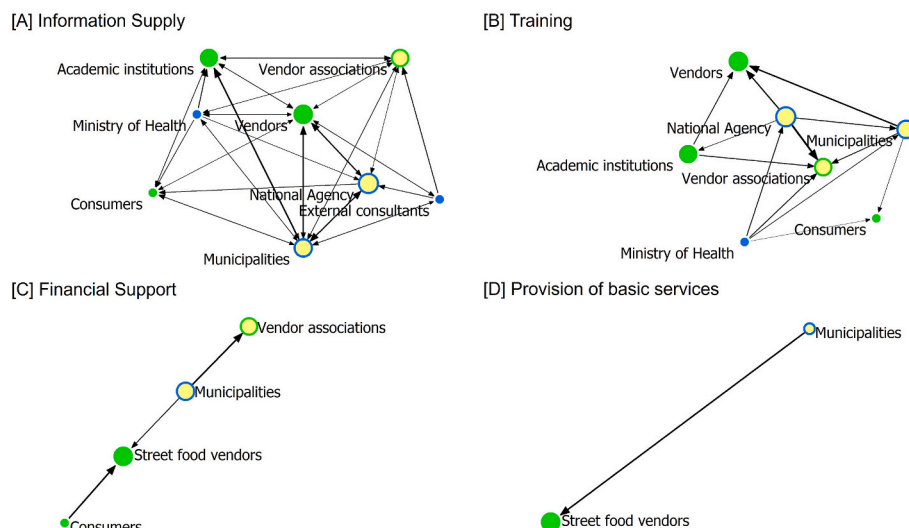 [A] Information Supply
Academic institutions
Vendor associations
Ministry of Health
Vendors
Consumers
National Agency
External consultants
Municipalities
[B] Training
Vendors
National Agency
Municipalities
Academic institutions
Vendor associations
Ministry of Health
Consumers
[C] Financial Support
Vendor associations
Municipalities
Street food vendors
Consumers
[D] Provision of basic services
Municipalities
Street food vendors